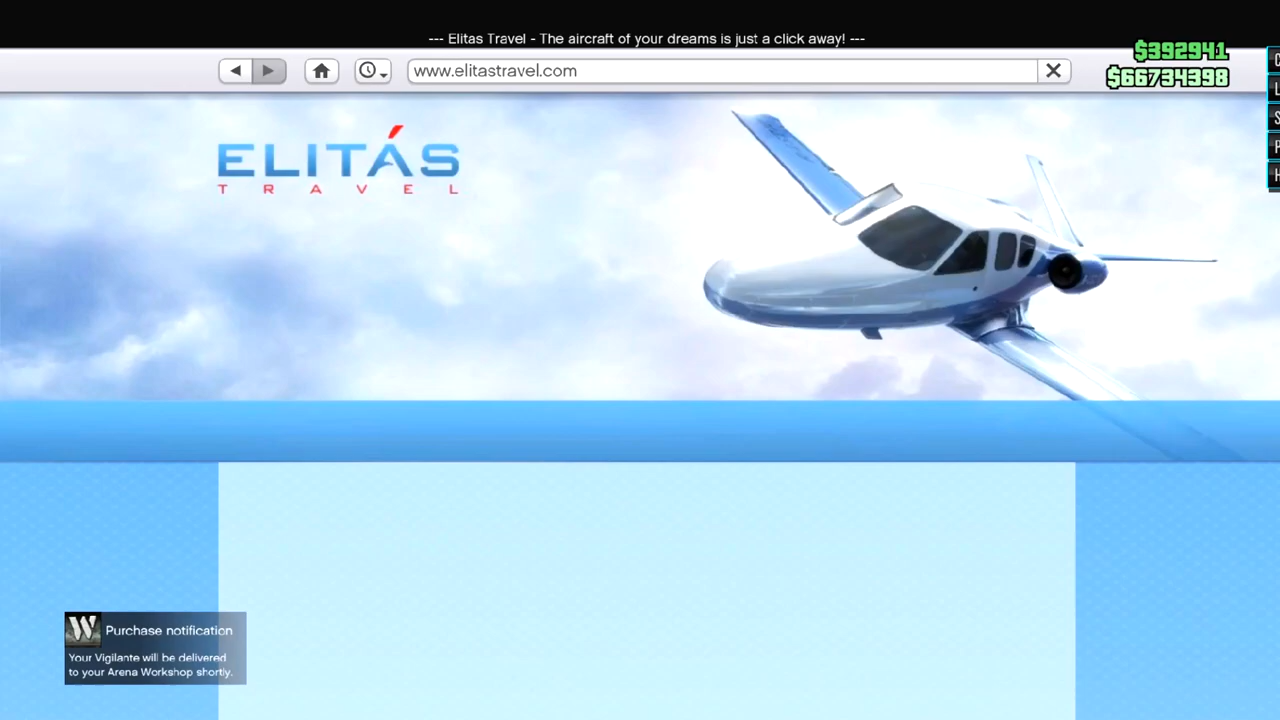 --- Elitas Travel - The aircraft of your dreams is just a click away! ---
www.elitastravel.com
$392941
$66734398
ELITÁS
TRAVEL
W
Purchase notification
Your Vigilante will be delivered
to your Arena Workshop shortly.